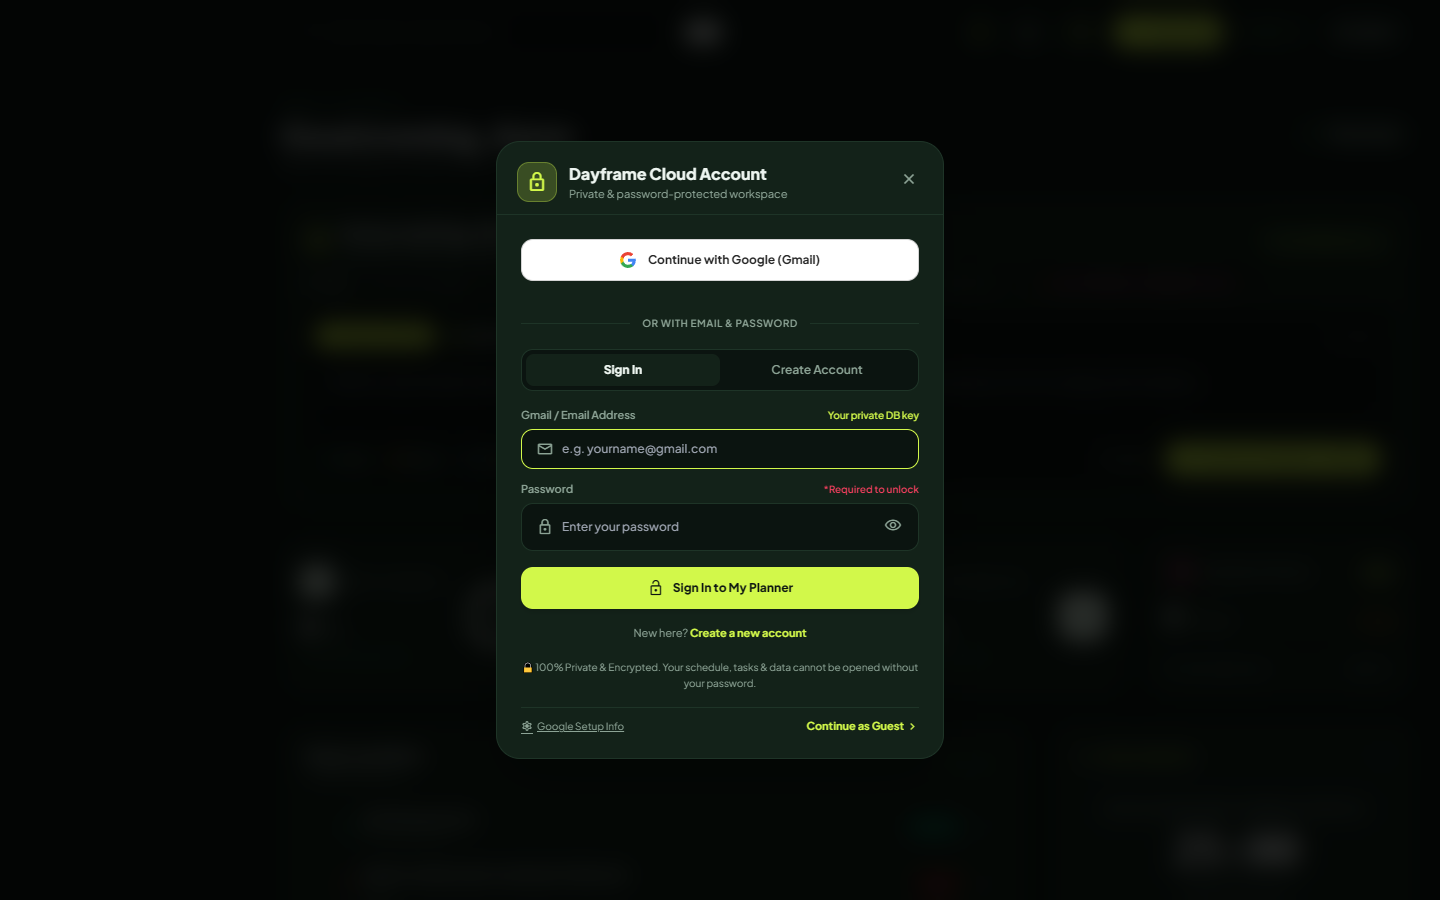 Dayframe Cloud Account
Private & password-protected workspace
Continue with Google (Gmail)
OR WITH EMAIL & PASSWORD
Sign In
Create Account
Gmail / Email Address
Your private DB key
e.g. yourname@gmail.com
Password
*Required to unlock
Enter your password
Sign In to My Planner
New here? Create a new account
🔒 100% Private & Encrypted. Your schedule, tasks & data cannot be opened without
your password.
Google Setup Info
Continue as Guest